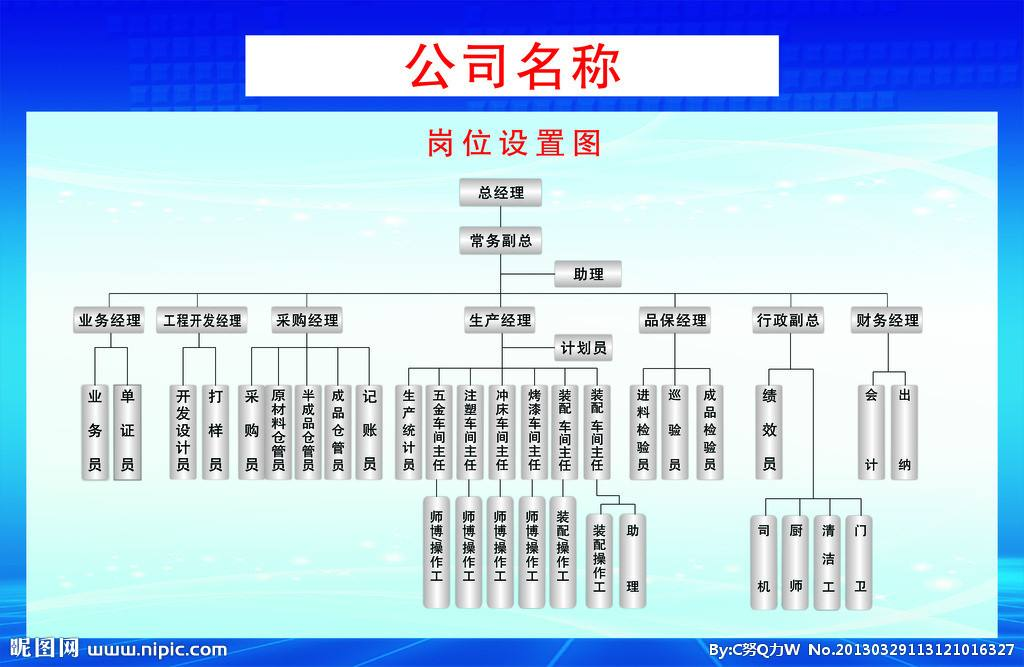 公司名称
岗位设置图
总经理
常务副总
助理
业务经理
工程开发经理
采购经理
生产经理
品保经理
行政副总
财务经理
计划员
业务员
单证员
开发设计员
打样员
采购员
原材料仓管员
半成品仓管员
成品仓管员
记账员
生产统计员
五金车间主任
注塑车间主任
冲床车间主任
烤漆车间主任
装配 车间主任
装配 车间主任
进料检验员
巡验员
成品检验员
绩效员
会计
出纳
师博/操作工
师博/操作工
师博/操作工
师博/操作工
装配/操作工
装配操作工
助理
司机
厨师
清洁工
门卫
昵图网 www.nipic.com
By:C努Q力W No.20130329113121016327